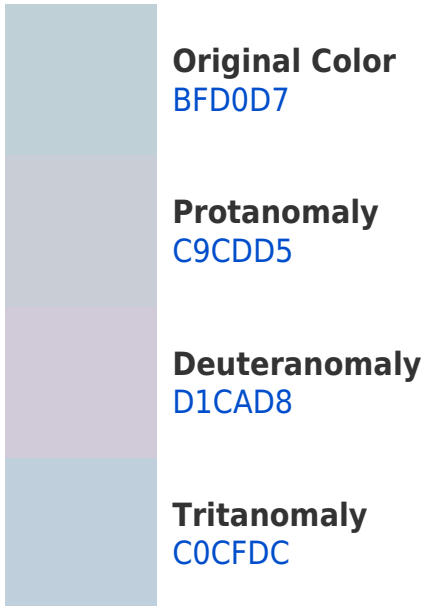 Original Color
BFD0D7
Protanomaly
C9CDD5
Deuteranomaly
D1CAD8
Tritanomaly
C0CFDC